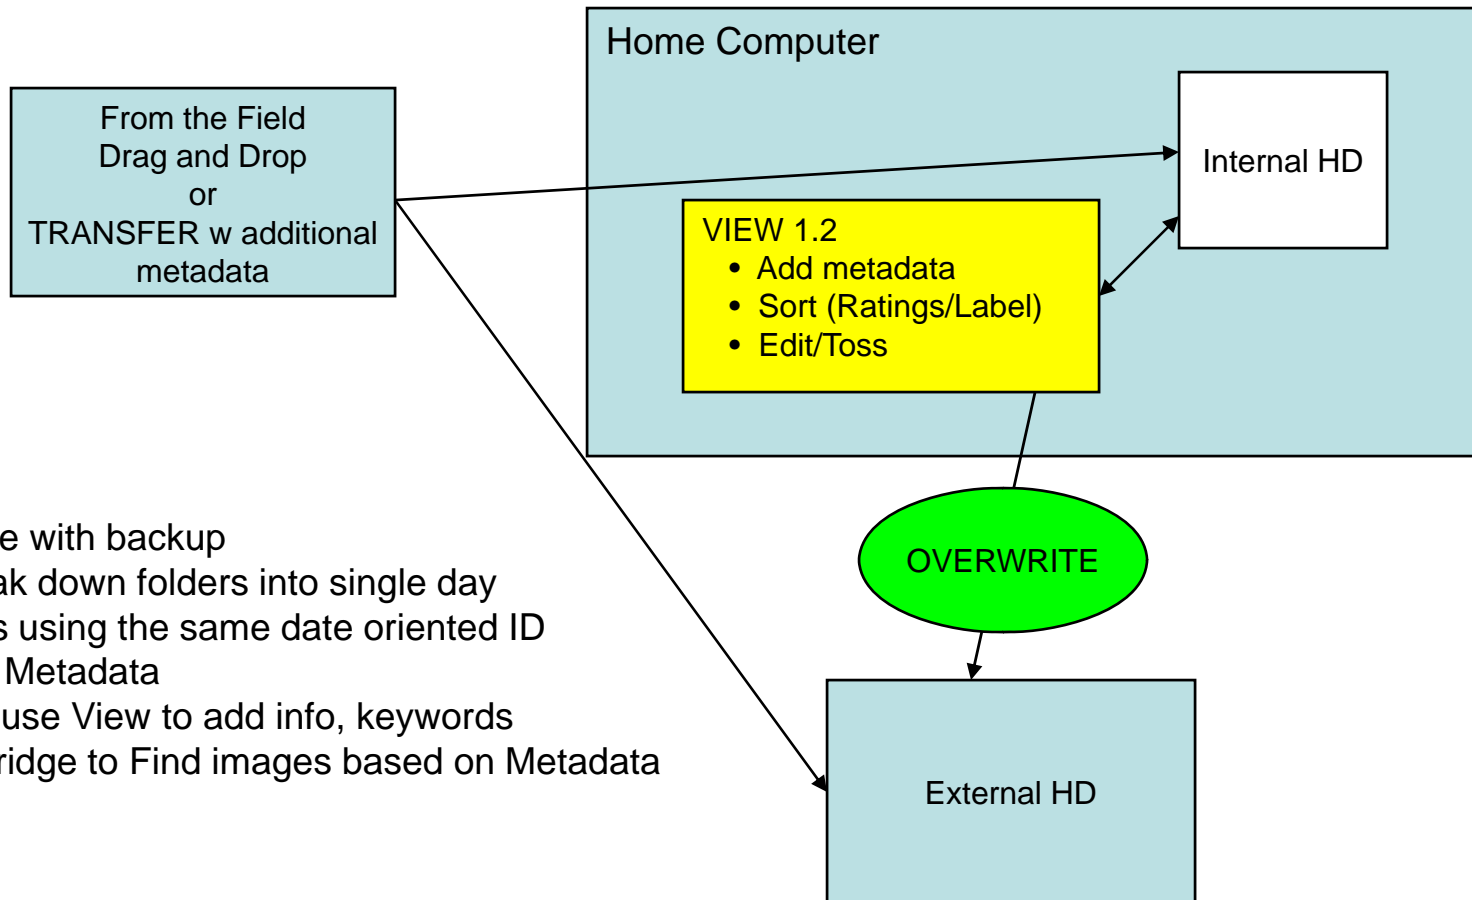 Home Computer
From the Field
Drag and Drop
or
TRANSFER w additional
metadata
Internal HD
VIEW 1.2
• Add metadata
• Sort (Ratings/Label)
• Edit/Toss
OVERWRITE
with backup
down folders into single day
using the same date oriented ID
Metadata
use View to add info, keywords
to Find images based on Metadata
External HD